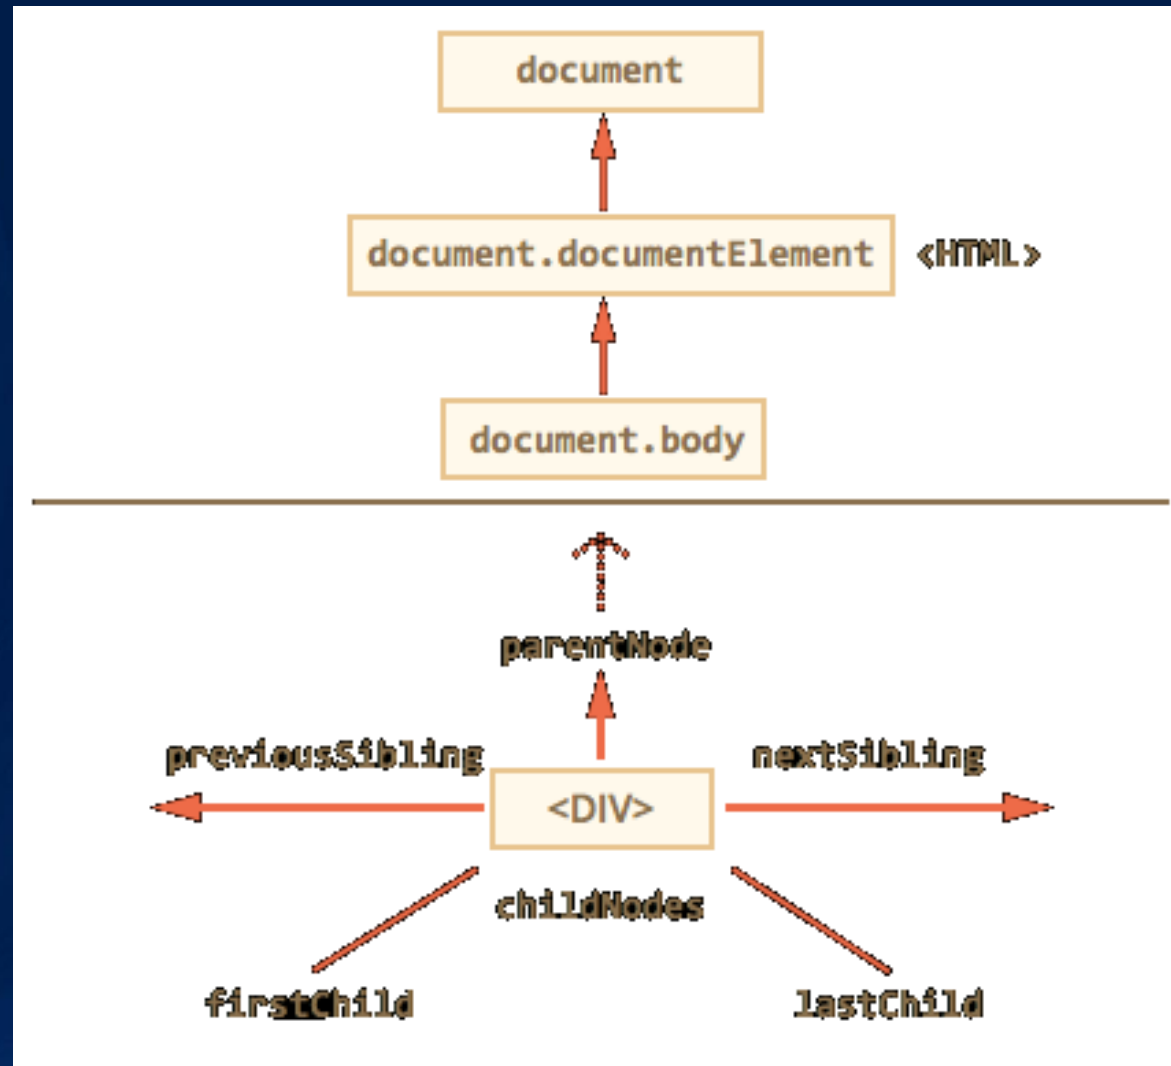 document
document.documentElement <HTML>
document.body
parentNode
previousSibling nextSibling
<DIV>
childNodes
firstChild lastChild